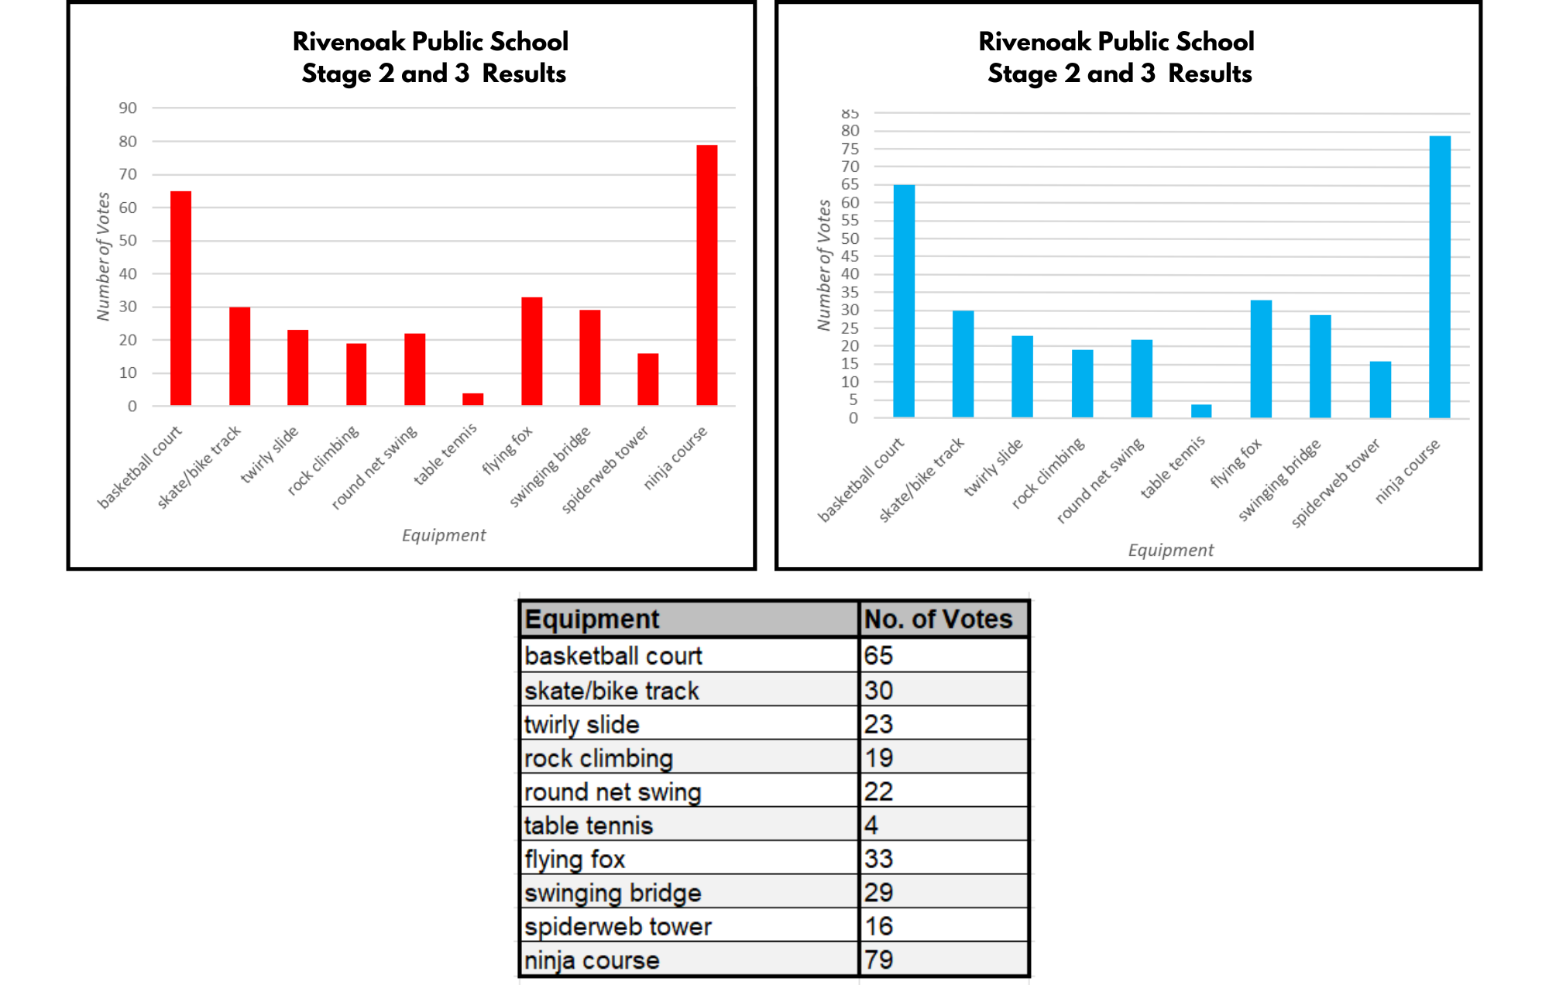 Rivenoak Public School
Stage 2 and 3 Results
90
80
70
60
50
40
30
20
10
0
Number of Votes
basketball court
skate/bike track
twirly slide
rock climbing
round net swing
table tennis
flying fox
swinging bridge
spiderweb tower
ninja course
Equipment
Rivenoak Public School
Stage 2 and 3 Results
85
80
75
70
65
60
55
50
45
40
35
30
25
20
15
10
5
0
Number of Votes
basketball court
skate/bike track
twirly slide
rock climbing
round net swing
table tennis
flying fox
swinging bridge
spiderweb tower
ninja course
Equipment
Equipment No. of Votes
basketball court 65
skate/bike track 30
twirly slide 23
rock climbing 19
round net swing 22
table tennis 4
flying fox 33
swinging bridge 29
spiderweb tower 16
ninja course 79